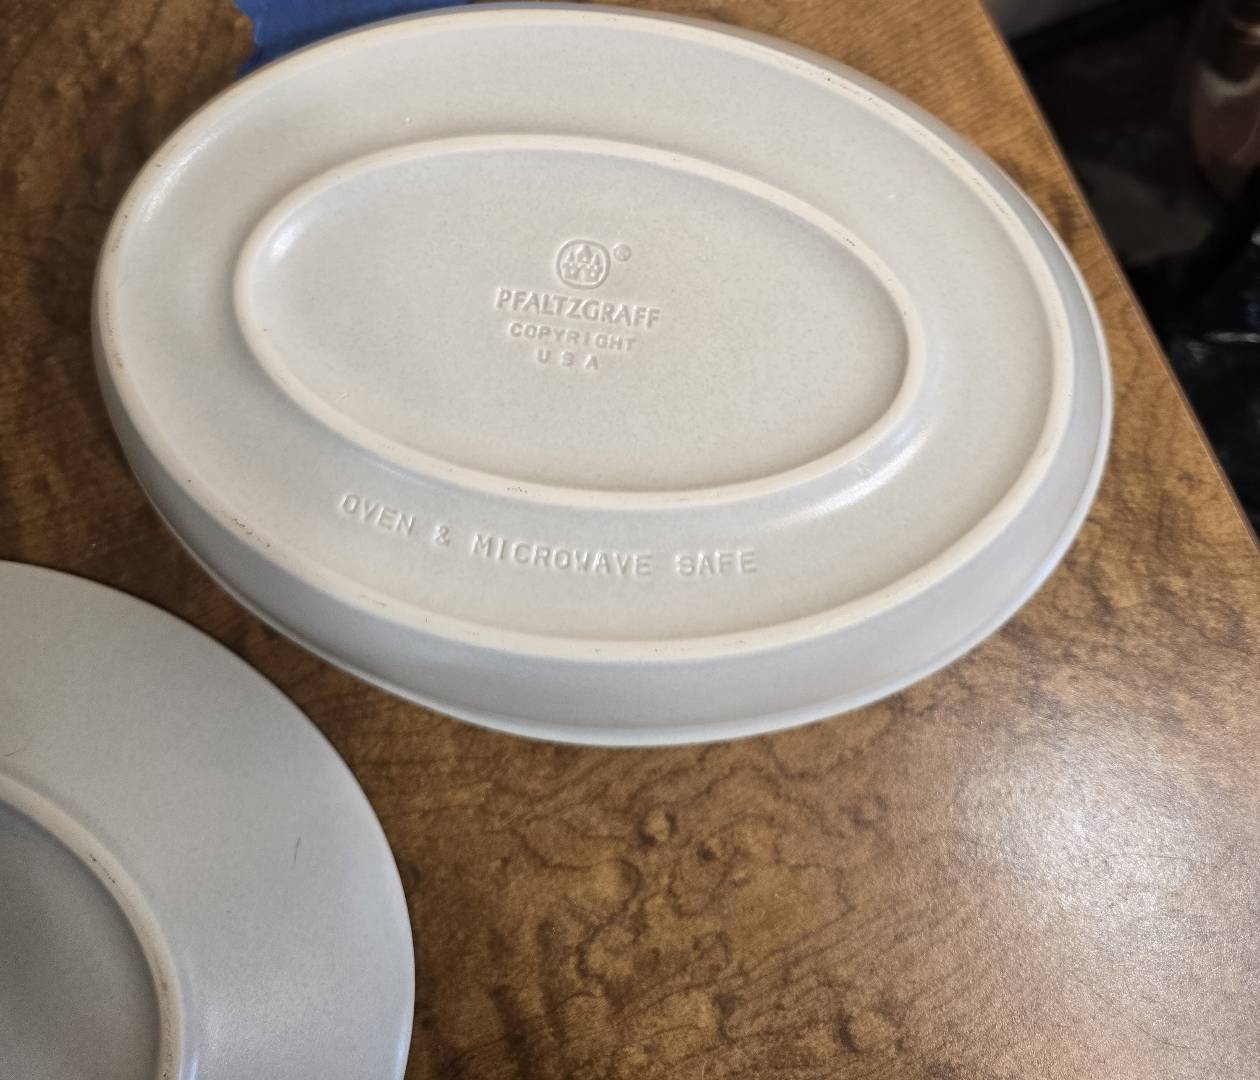 ®
PFALTZGRAFF
COPYRIGHT
U S A
OVEN & MICROWAVE SAFE